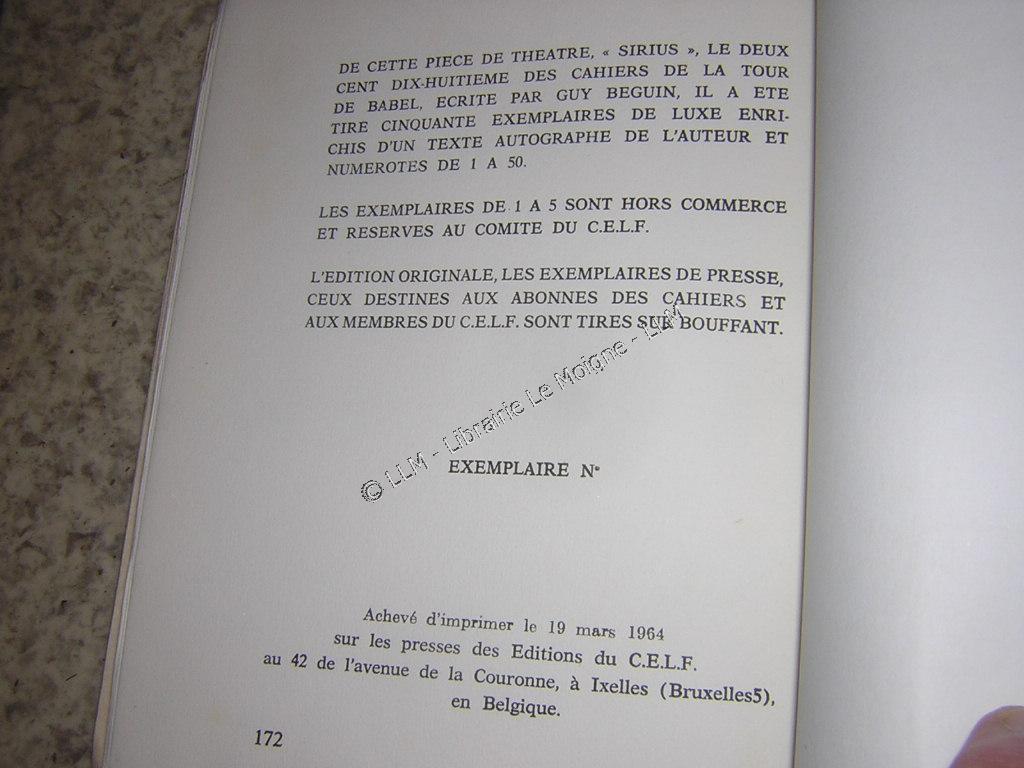 DE CETTE PIECE DE THEATRE, « SIRIUS », LE DEUX
CENT DIX-HUITIEME DES CAHIERS DE LA TOUR
DE BABEL, ECRITE PAR GUY BEGUIN, IL A ETE
TIRE CINQUANTE EXEMPLAIRES DE LUXE ENRI-
CHIS D'UN TEXTE AUTOGRAPHE DE L'AUTEUR ET
NUMEROTES DE 1 A 50.
LES EXEMPLAIRES DE 1 A 5 SONT HORS COMMERCE
ET RESERVES AU COMITE DU C.E.L.F.
L'EDITION ORIGINALE, LES EXEMPLAIRES DE PRESSE,
CEUX DESTINES AUX ABONNES DES CAHIERS ET
AUX MEMBRES DU C.E.L.F. SONT TIRES SUR BOUFFANT.
© LLM - Librairie Le Moigne - LLM
EXEMPLAIRE N°
Achevé d'imprimer le 19 mars 1964
sur les presses des Editions du C.E.L.F.
au 42 de l'avenue de la Couronne, à Ixelles (Bruxelles5),
en Belgique.
172